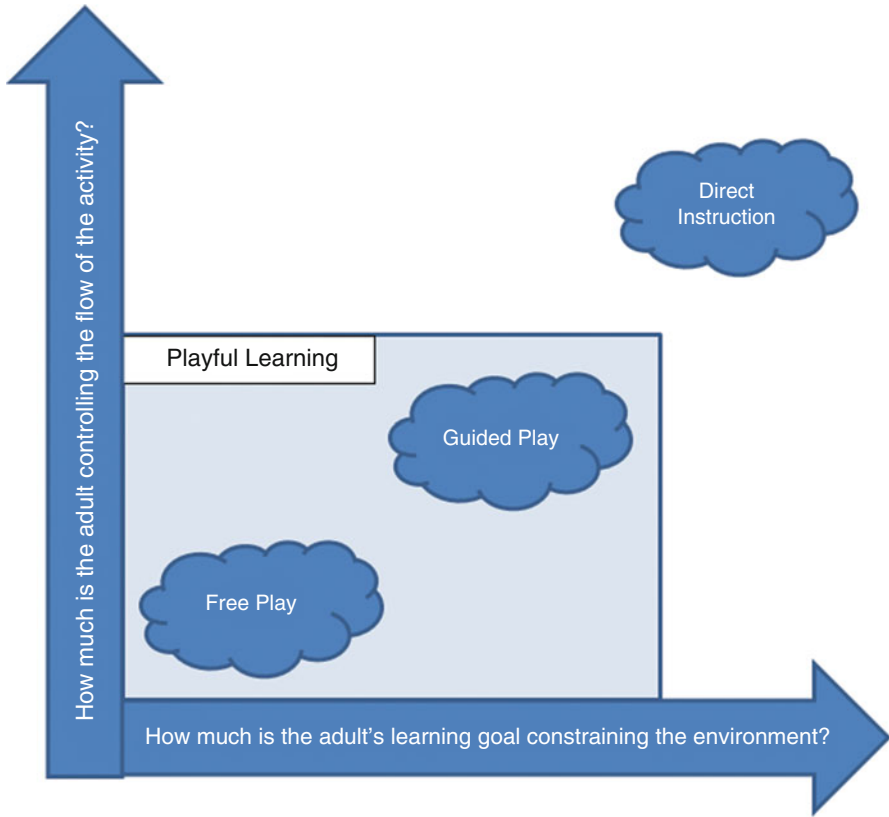 How much is the adult controlling the flow of the activity?
Direct
Instruction
Playful Learning
Guided Play
Free Play
How much is the adult’s learning goal constraining the environment?